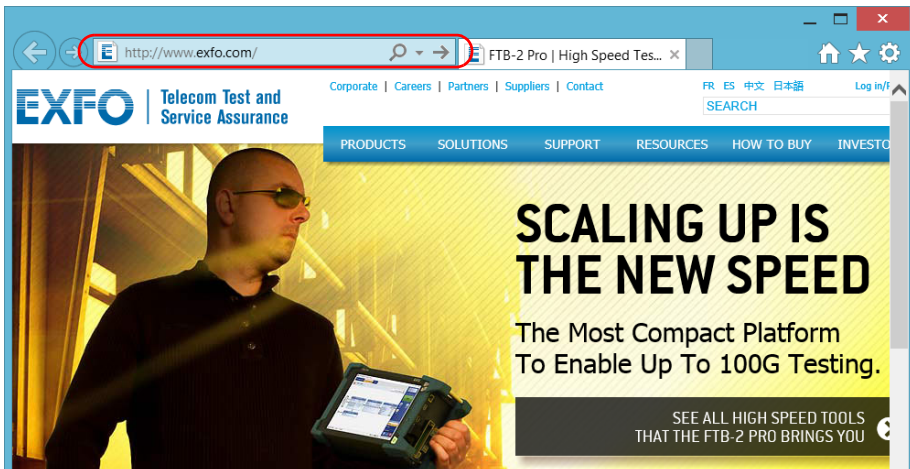 http://www.exfo.com/
FTB-2 Pro | High Speed Tes...
EXFO
Telecom Test and
Service Assurance
Corporate | Careers | Partners | Suppliers | Contact
FR ES 中文 日本語
Log in/
SEARCH
PRODUCTS SOLUTIONS SUPPORT RESOURCES HOW TO BUY INVESTO
SCALING UP IS
THE NEW SPEED
The Most Compact Platform
To Enable Up To 100G Testing.
SEE ALL HIGH SPEED TOOLS
THAT THE FTB-2 PRO BRINGS YOU